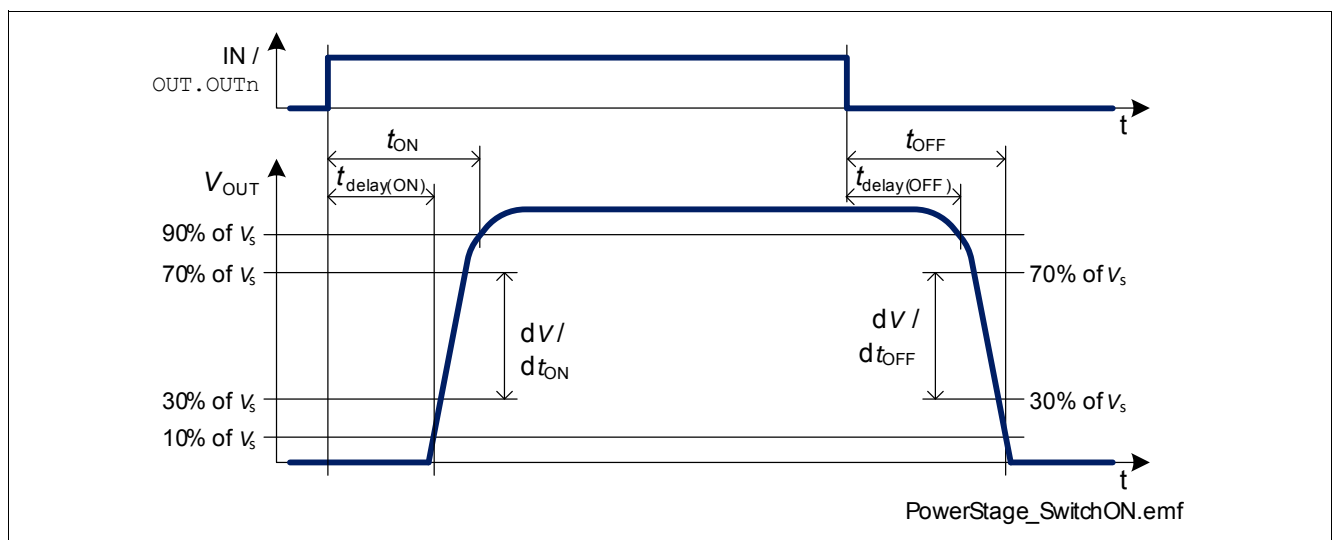 IN /
OUT.OUTn
t
tON
tOFF
VOUT
tdelay(ON)
tdelay(OFF)
90% of Vs
70% of Vs
70% of Vs
dV /
dtON
dV /
dtOFF
30% of Vs
30% of Vs
10% of Vs
t
PowerStage_SwitchON.emf